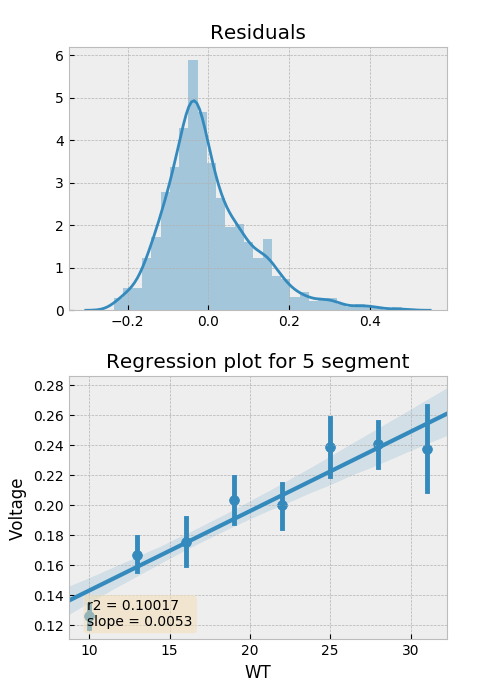 Residuals
6
5
4
3
2
1
0
−0.2 0.0 0.2 0.4
Regression plot for 5 segment
0.28
0.26
0.24
0.22
0.20
0.18
0.16
0.14
0.12
Voltage
r2 = 0.10017
slope = 0.0053
10 15 20 25 30
WT